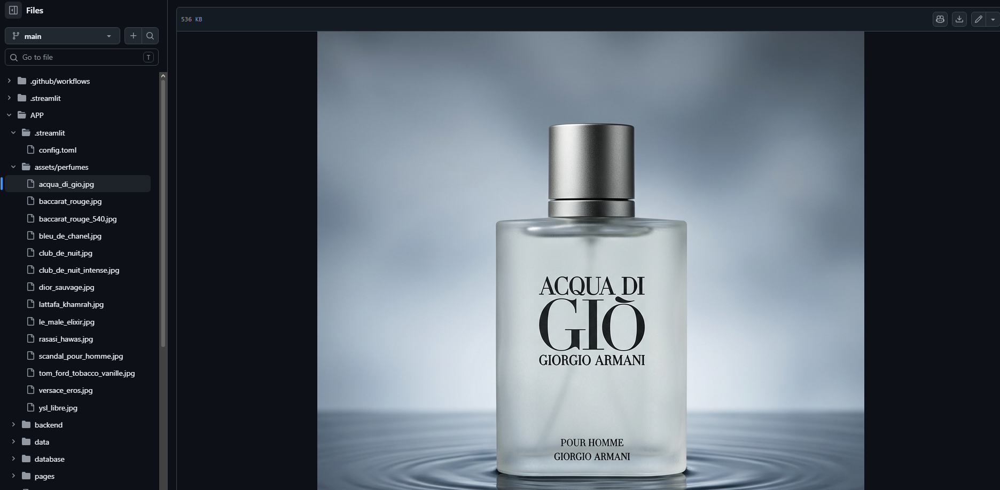 Files
main
Go to file
T
.github/workflows
.streamlit
APP
.streamlit
config.toml
assets/perfumes
acqua_di_gio.jpg
baccarat_rouge.jpg
baccarat_rouge_540.jpg
bleu_de_chanel.jpg
club_de_nuit.jpg
club_de_nuit_intense.jpg
dior_sauvage.jpg
lattafa_khamrah.jpg
le_male_elixir.jpg
rasasi_hawas.jpg
scandal_pour_homme.jpg
tom_ford_tobacco_vanille.jpg
versace_eros.jpg
ysl_libre.jpg
backend
data
database
pages
536 KB
ACQUA DI
GIÒ
GIORGIO ARMANI
POUR HOMME
GIORGIO ARMANI